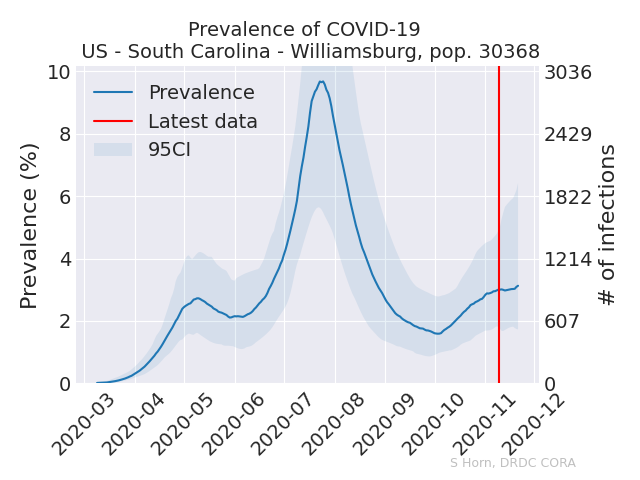 Prevalence of COVID-19
US - South Carolina - Williamsburg, pop. 30368
Prevalence
Latest data
95CI
Prevalence (%)
10
8
6
4
2
0
3036
2429
1822
1214
607
0
# of infections
2020-03
2020-04
2020-05
2020-06
2020-07
2020-08
2020-09
2020-10
2020-11
2020-12
S Horn, DRDC CORA